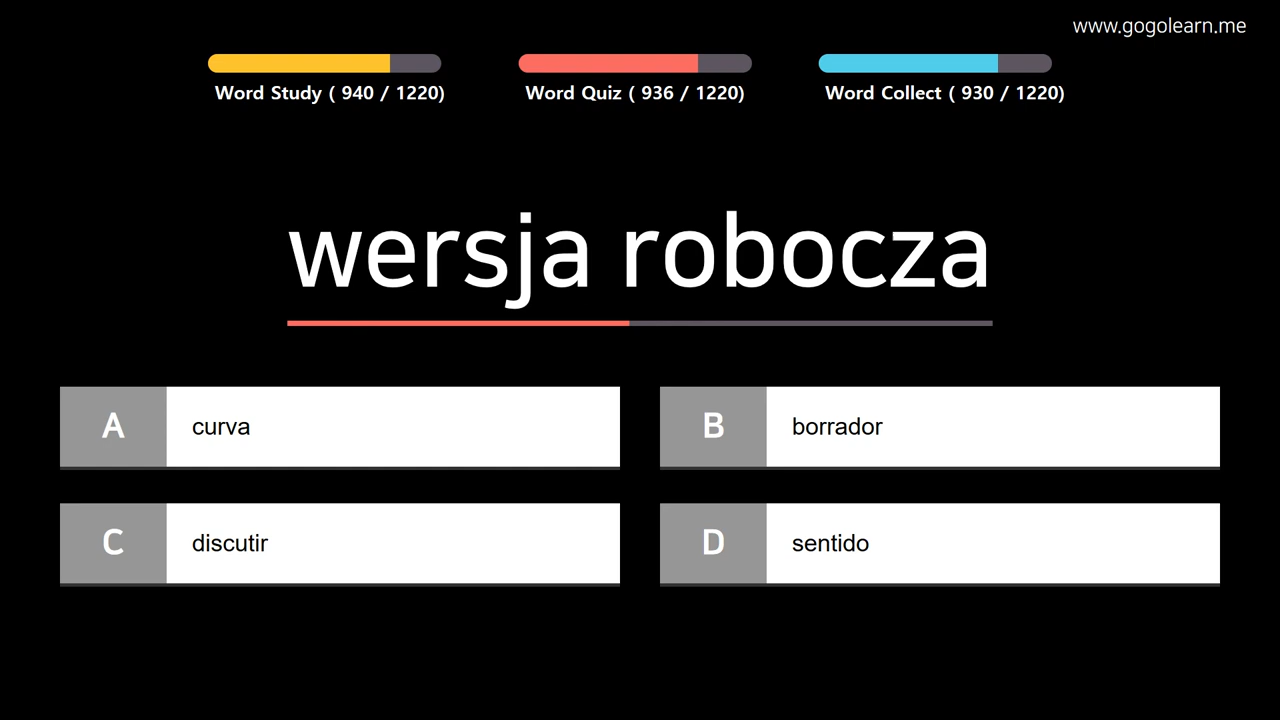 www.gogolearn.me
Word Study ( 940 / 1220)
Word Quiz ( 936 / 1220)
Word Collect ( 930 / 1220)
wersja robocza
A curva
B borrador
C discutir
D sentido